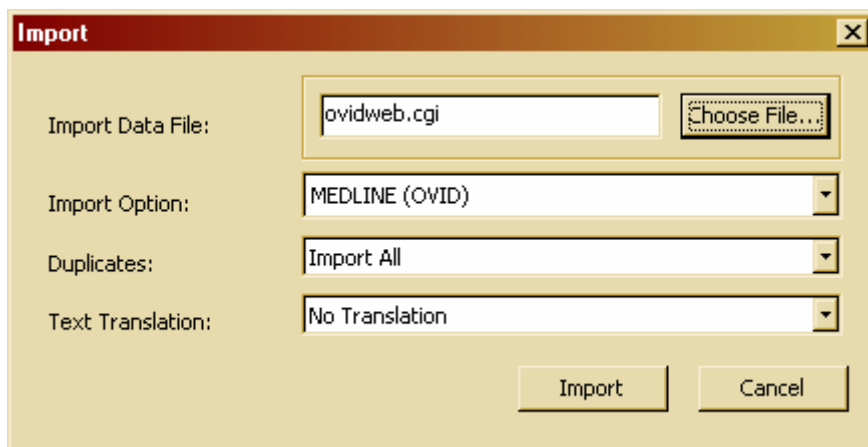 Import
Import Data File:
ovidweb.cgi
Choose File...
Import Option:
MEDLINE (OVID)
Duplicates:
Import All
Text Translation:
No Translation
Import
Cancel